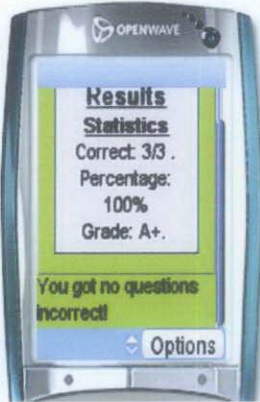 OPENWAVE
Results
Statistics
Correct: 3/3 .
Percentage:
100%
Grade: A+.
You got no questions
incorrect!
Options